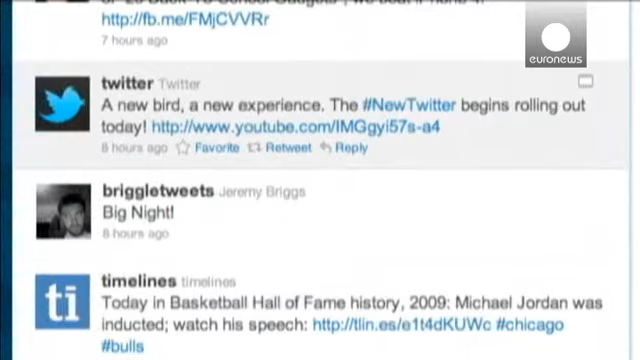 http://fb.me/FMjCVVRr
7 hours ago
euronews
twitter Twitter
A new bird, a new experience. The #NewTwitter begins rolling out
today! http://www.youtube.com/IMGgyi57s-a4
8 hours ago Favorite Retweet Reply
briggletweets Jeremy Briggs
Big Night!
8 hours ago
ti
timelines timelines
Today in Basketball Hall of Fame history, 2009: Michael Jordan was
inducted; watch his speech: http://tlin.es/e1t4dKUWc #chicago
#bulls